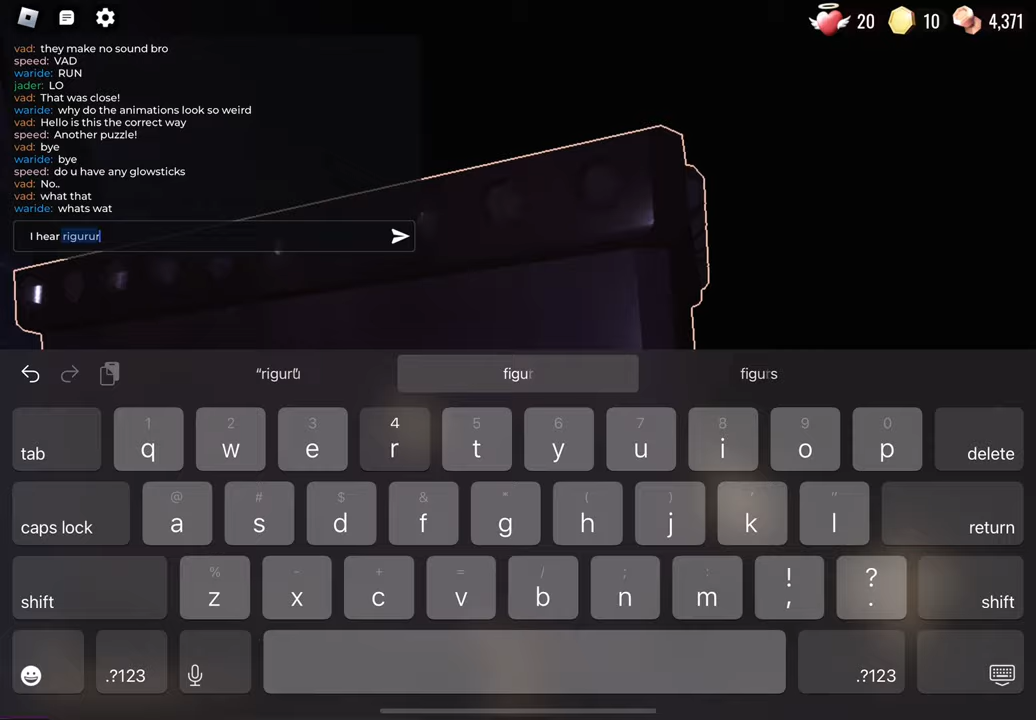 20 10 4,371
vad: they make no sound bro
speed: VAD
waride: RUN
jader: LO
vad: That was close!
waride: why do the animations look so weird
vad: Hello is this the correct way
speed: Another puzzle!
vad: bye
waride: bye
speed: do u have any glowsticks
vad: No..
vad: what that
waride: whats wat
I hear rigurur
figur figurs
1 2 3 4 5 6 7 8 9 0
tab q w e r t y u i o p delete
@ # $ & * ( ) ' "
caps lock a s d f g h j k l return
% - + = / ; : ! ?
shift z x c v b n m , . shift
.?123 .?123